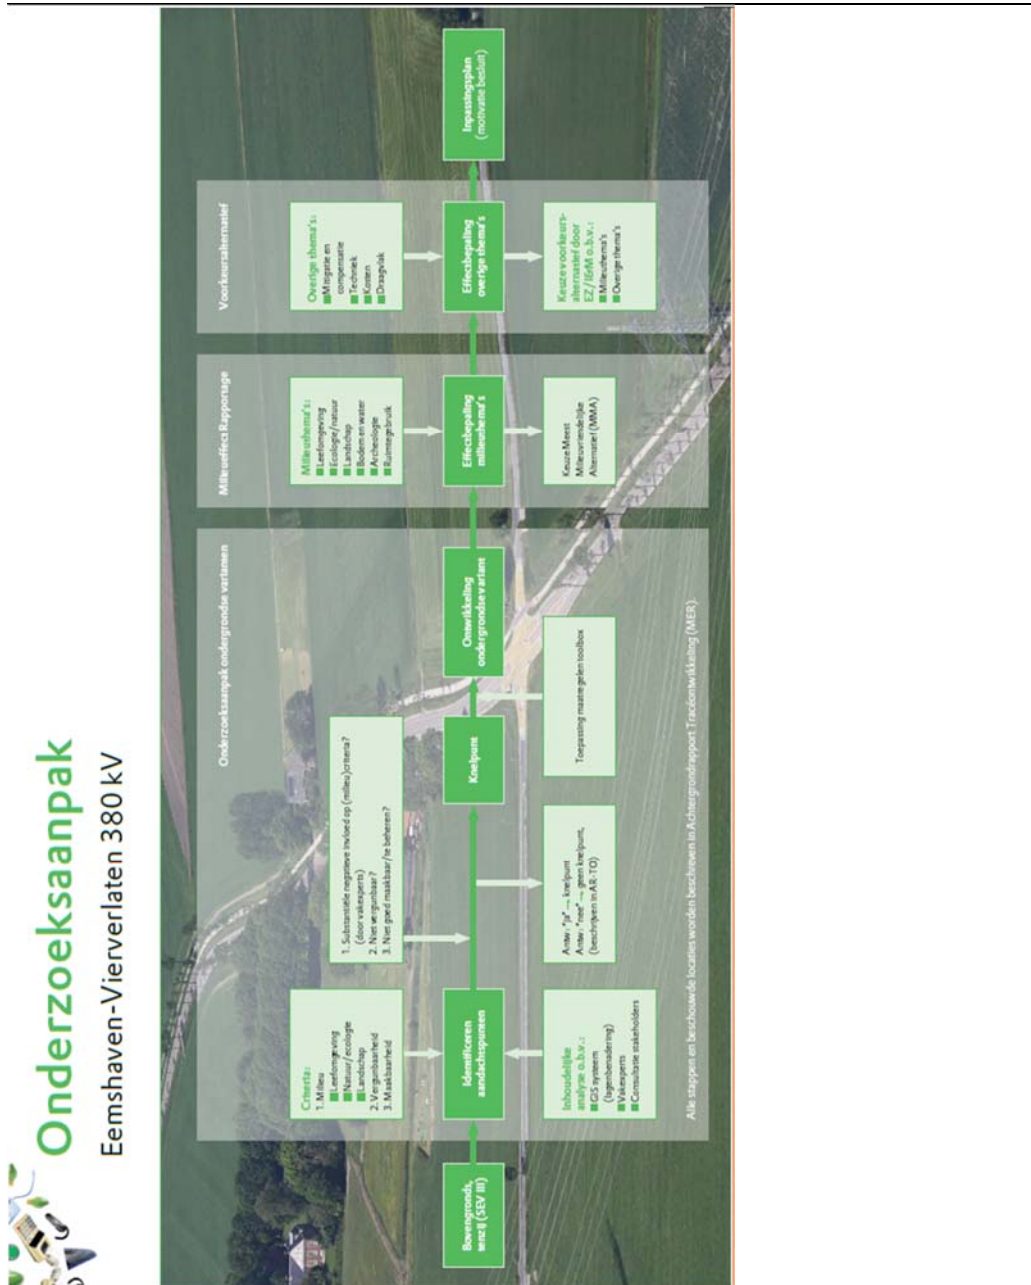 Onderzoeksaanpak
Eemshaven-Vierverlaten 380 kV
Bovengronds,
tenzij (SEV III)
Onderzoeksaanpak ondergrondse varianten
Criteria:
1. Milieu
Leefomgeving
Natuur/ecologie
Landschap
2. Vergunbaarheid
3. Maakbaarheid
Identificeren
aandachtspunten
Inhoudelijke
analyse o.b.v.:
GIS systeem
(lagenbenadering)
Vakexperts
Consultatie stakeholders
1. Substantiële negatieve invloed op (milieu)criteria?
(door vakexperts)
2. Niet vergunbaar?
3. Niet goed maakbaar/te beheren?
Antw: "ja" → knelpunt
Antw: "nee" → geen knelpunt,
(beschrijven in AR-TO)
Knelpunt
Toepassing maatregelen toolbox
Ontwikkeling
ondergrondse variant
Alle stappen en beschouwde locaties worden beschreven in Achtergrondrapport Tracéontwikkeling (MER).
Milieueffect Rapportage
Milieuthema's:
Leefomgeving
Ecologie/natuur
Landschap
Bodem en water
Archeologie
Ruimtegebruik
Effectbepaling
milieuthema's
Keuze Meest
Milieuvriendelijke
Alternatief (MMA)
Voorkeursalternatief
Overige thema's:
Mitigatie en
compensatie
Techniek
Kosten
Draagvlak
Effectbepaling
overige thema's
Keuze voorkeurs-
alternatief door
EZ/I&M o.b.v.:
Milieuthema's
Overige thema's
Inpassingsplan
(motivatie besluit)